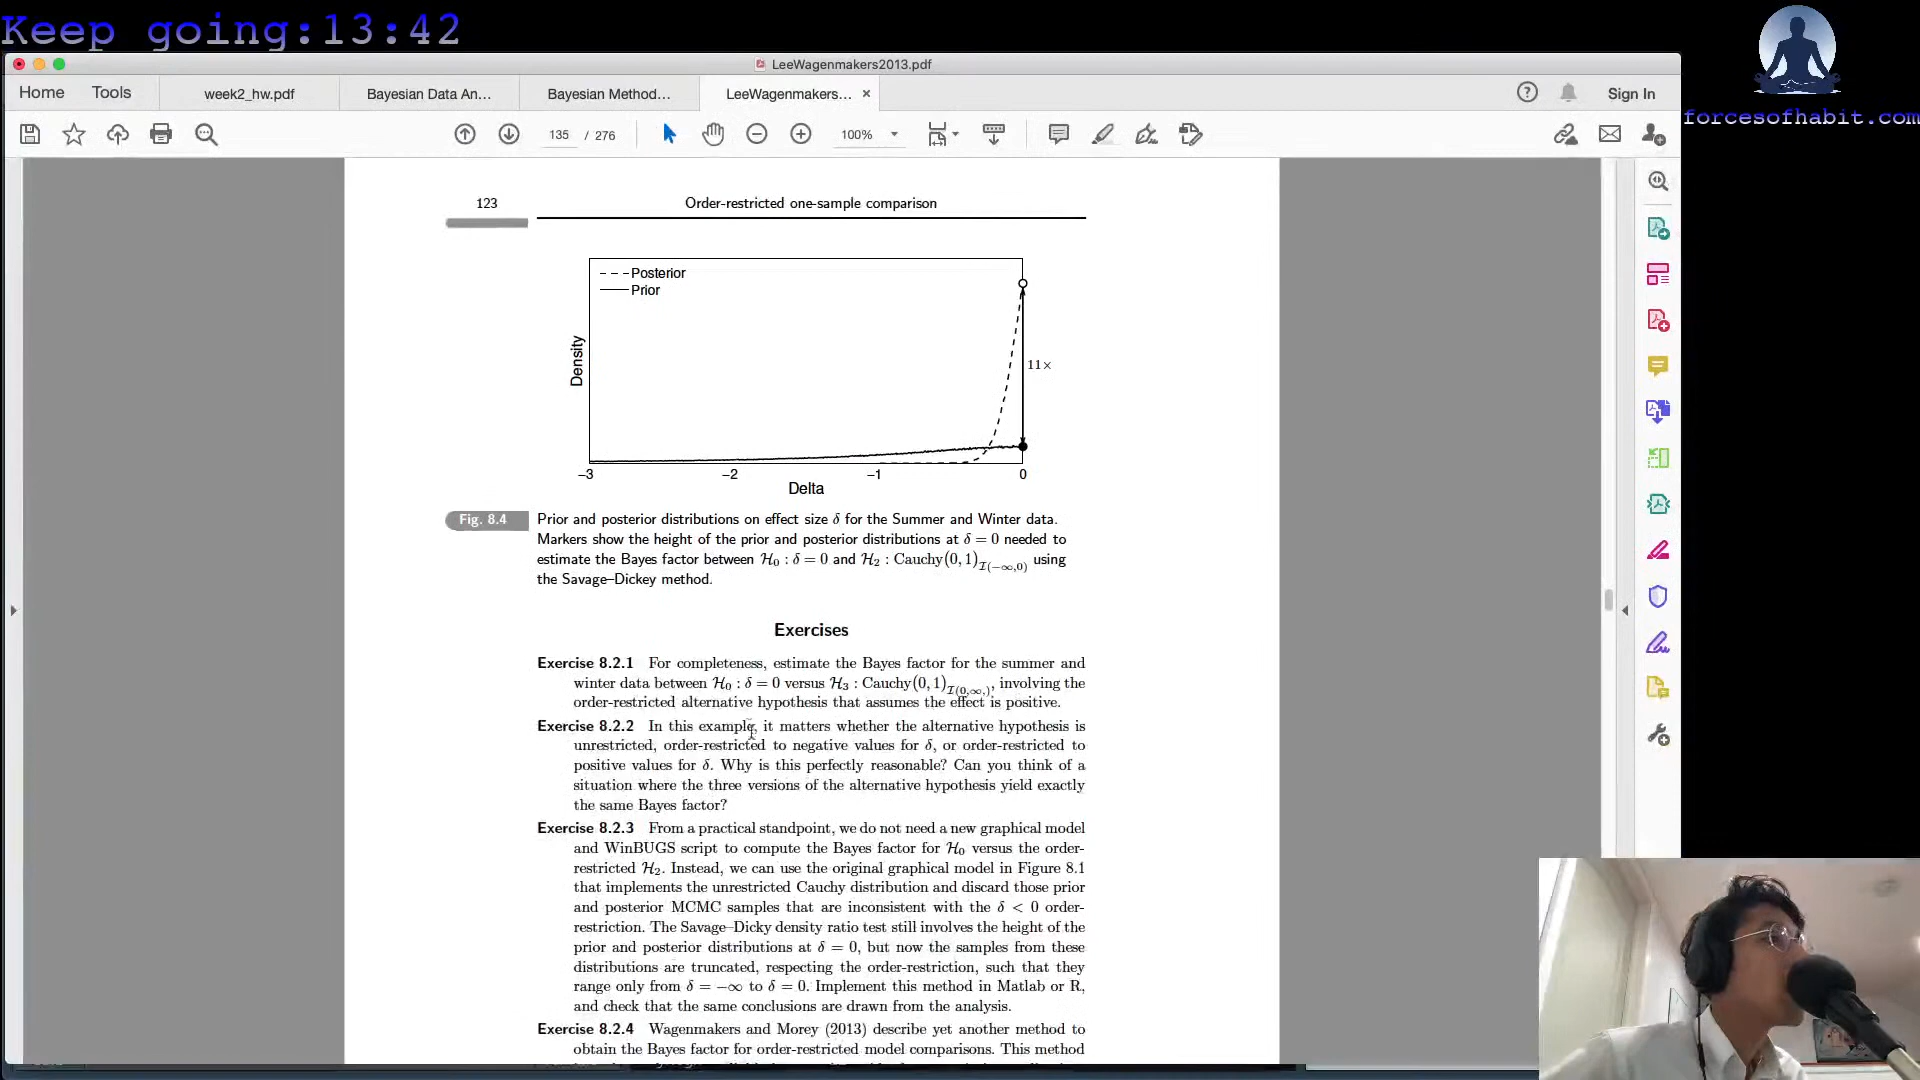 Keep going:13:42
forcesofhabit.com
LeeWagenmakers2013.pdf
Home
Tools
week2_hw.pdf
Bayesian Data An...
Bayesian Method...
LeeWagenmakers...
Sign In
135 / 276
100%
123
Order-restricted one-sample comparison
Posterior
Prior
Density
11×
−3
−2
−1
0
Delta
Fig. 8.4
Prior and posterior distributions on effect size δ for the Summer and Winter data.
Markers show the height of the prior and posterior distributions at δ = 0 needed to
estimate the Bayes factor between H₀ : δ = 0 and H₂ : Cauchy(0, 1)_I(−∞,0) using
the Savage–Dickey method.
Exercises
Exercise 8.2.1 For completeness, estimate the Bayes factor for the summer and
winter data between H₀ : δ = 0 versus H₃ : Cauchy(0, 1)_I(0,∞,), involving the
order-restricted alternative hypothesis that assumes the effect is positive.
Exercise 8.2.2 In this example, it matters whether the alternative hypothesis is
unrestricted, order-restricted to negative values for δ, or order-restricted to
positive values for δ. Why is this perfectly reasonable? Can you think of a
situation where the three versions of the alternative hypothesis yield exactly
the same Bayes factor?
Exercise 8.2.3 From a practical standpoint, we do not need a new graphical model
and WinBUGS script to compute the Bayes factor for H₀ versus the order-
restricted H₂. Instead, we can use the original graphical model in Figure 8.1
that implements the unrestricted Cauchy distribution and discard those prior
and posterior MCMC samples that are inconsistent with the δ < 0 order-
restriction. The Savage–Dicky density ratio test still involves the height of the
prior and posterior distributions at δ = 0, but now the samples from these
distributions are truncated, respecting the order-restriction, such that they
range only from δ = −∞ to δ = 0. Implement this method in Matlab or R,
and check that the same conclusions are drawn from the analysis.
Exercise 8.2.4 Wagenmakers and Morey (2013) describe yet another method to
obtain the Bayes factor for order-restricted model comparisons. This method